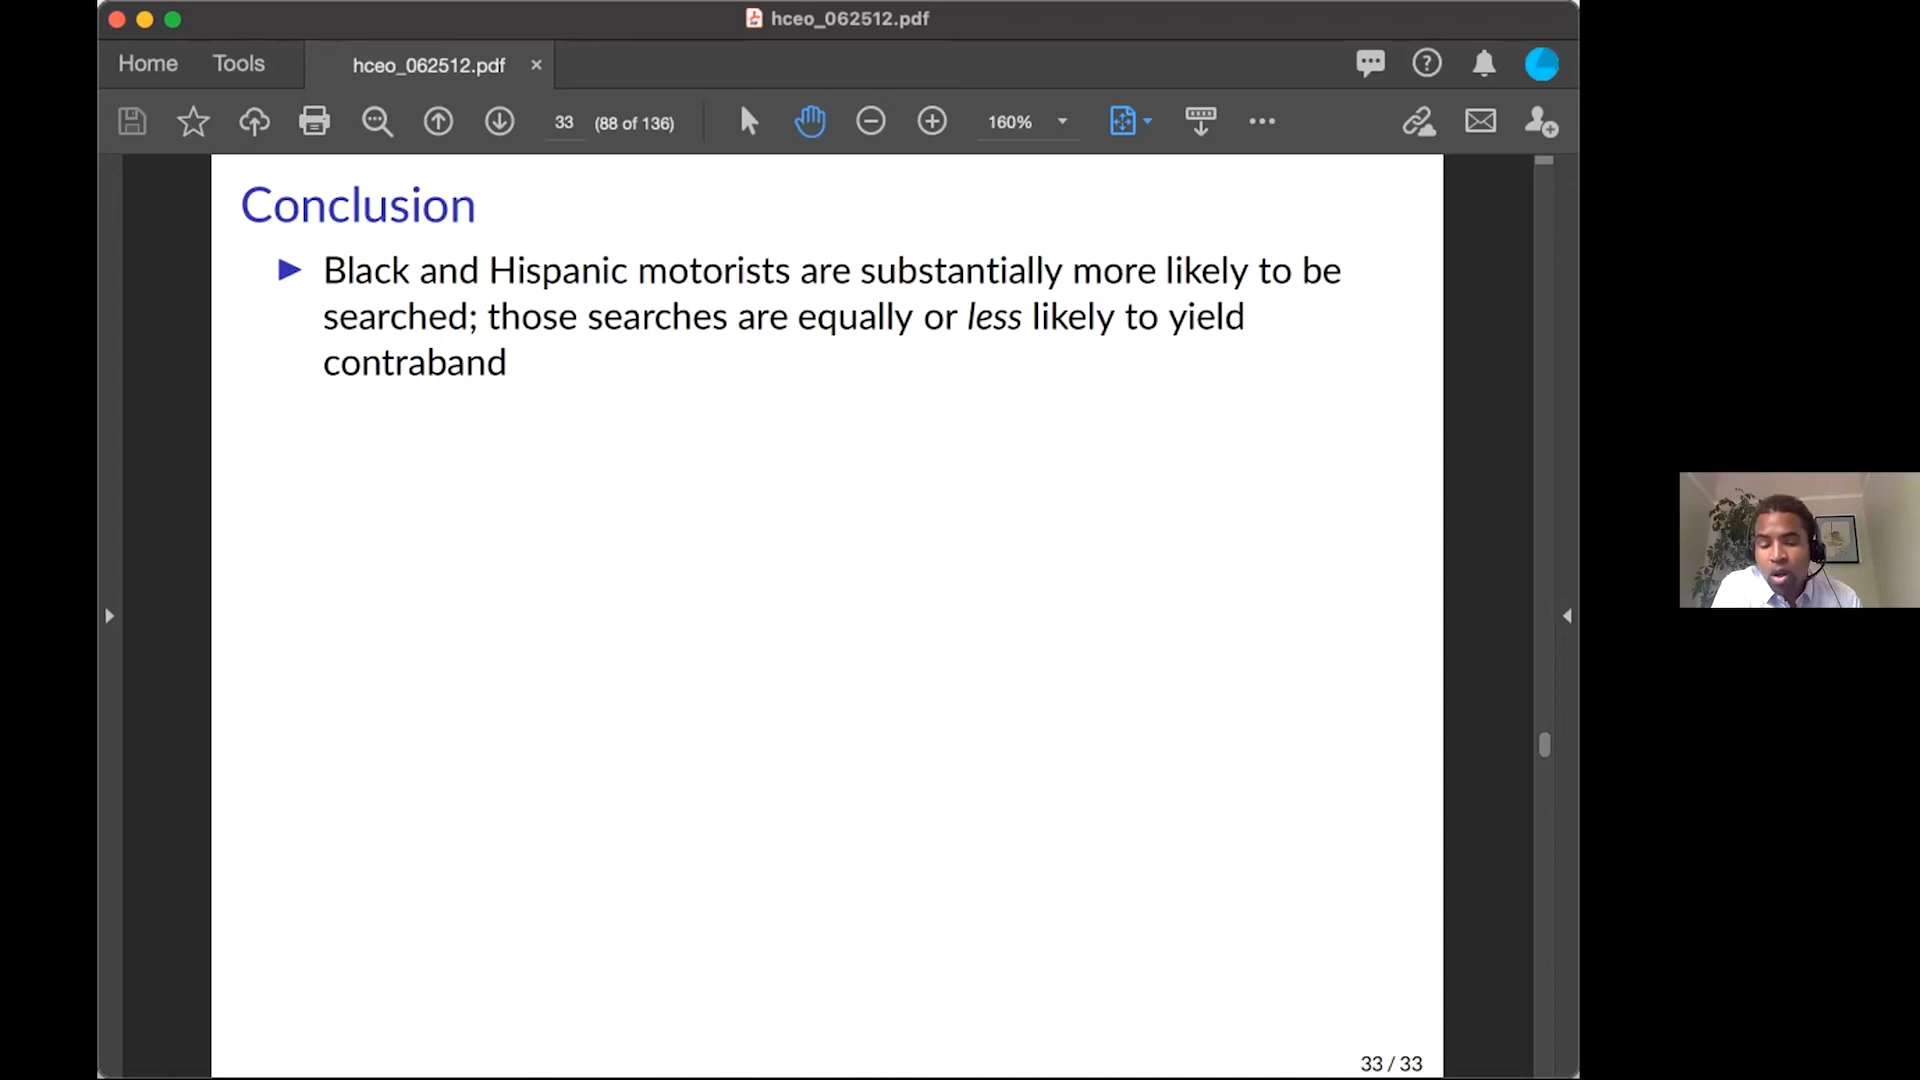 hceo_062512.pdf
Home Tools hceo_062512.pdf ×
33 (88 of 136) 160%
Conclusion
Black and Hispanic motorists are substantially more likely to be
searched; those searches are equally or less likely to yield
contraband
33 / 33